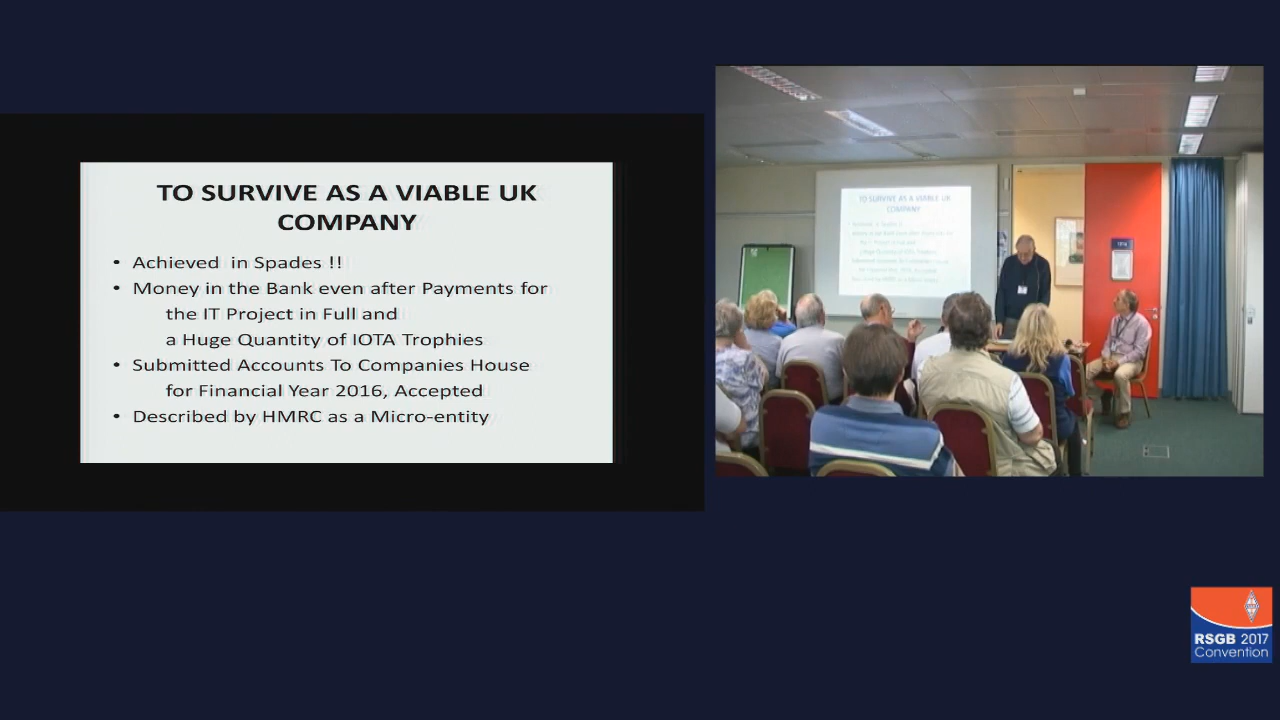 TO SURVIVE AS A VIABLE UK
COMPANY
• Achieved in Spades !!
• Money in the Bank even after Payments for
the IT Project in Full and
a Huge Quantity of IOTA Trophies
• Submitted Accounts To Companies House
for Financial Year 2016, Accepted
• Described by HMRC as a Micro-entity
TO SURVIVE AS A VIABLE UK
COMPANY
RSGB 2017
Convention